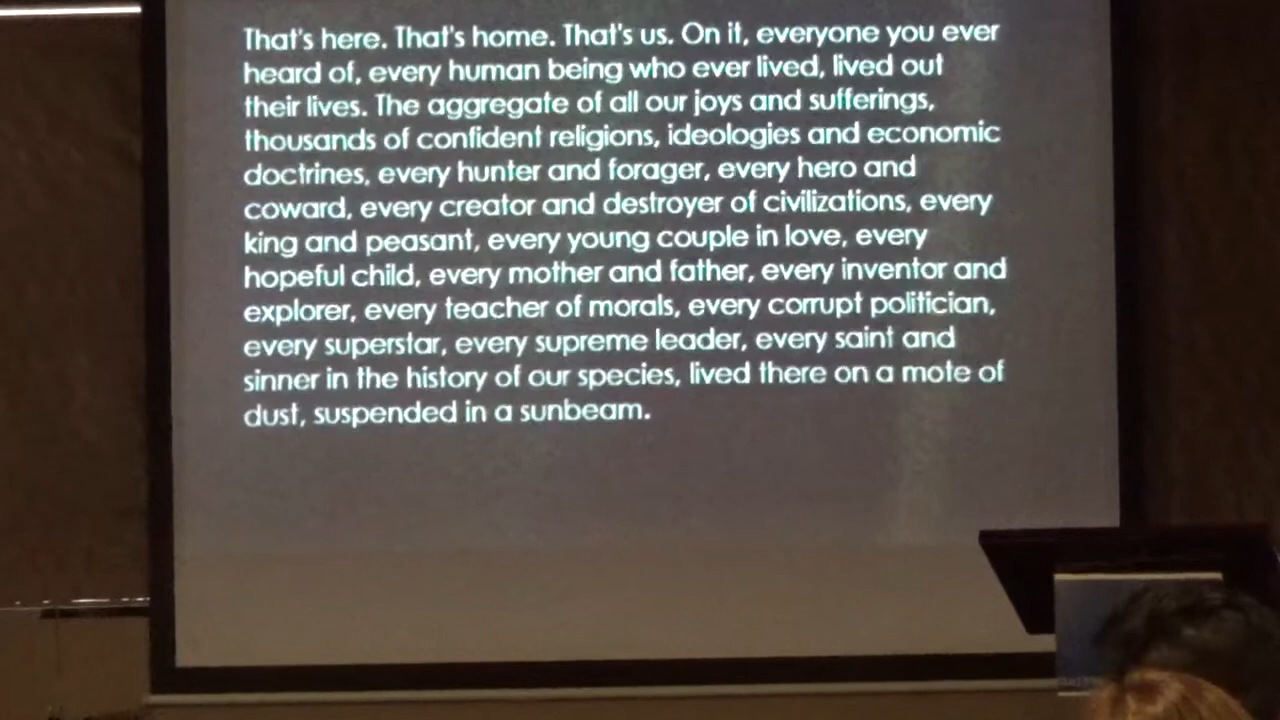 That's here. That's home. That's us. On it, everyone you ever
heard of, every human being who ever lived, lived out
their lives. The aggregate of all our joys and sufferings,
thousands of confident religions, ideologies and economic
doctrines, every hunter and forager, every hero and
coward, every creator and destroyer of civilizations, every
king and peasant, every young couple in love, every
hopeful child, every mother and father, every inventor and
explorer, every teacher of morals, every corrupt politician,
every superstar, every supreme leader, every saint and
sinner in the history of our species, lived there on a mote of
dust, suspended in a sunbeam.